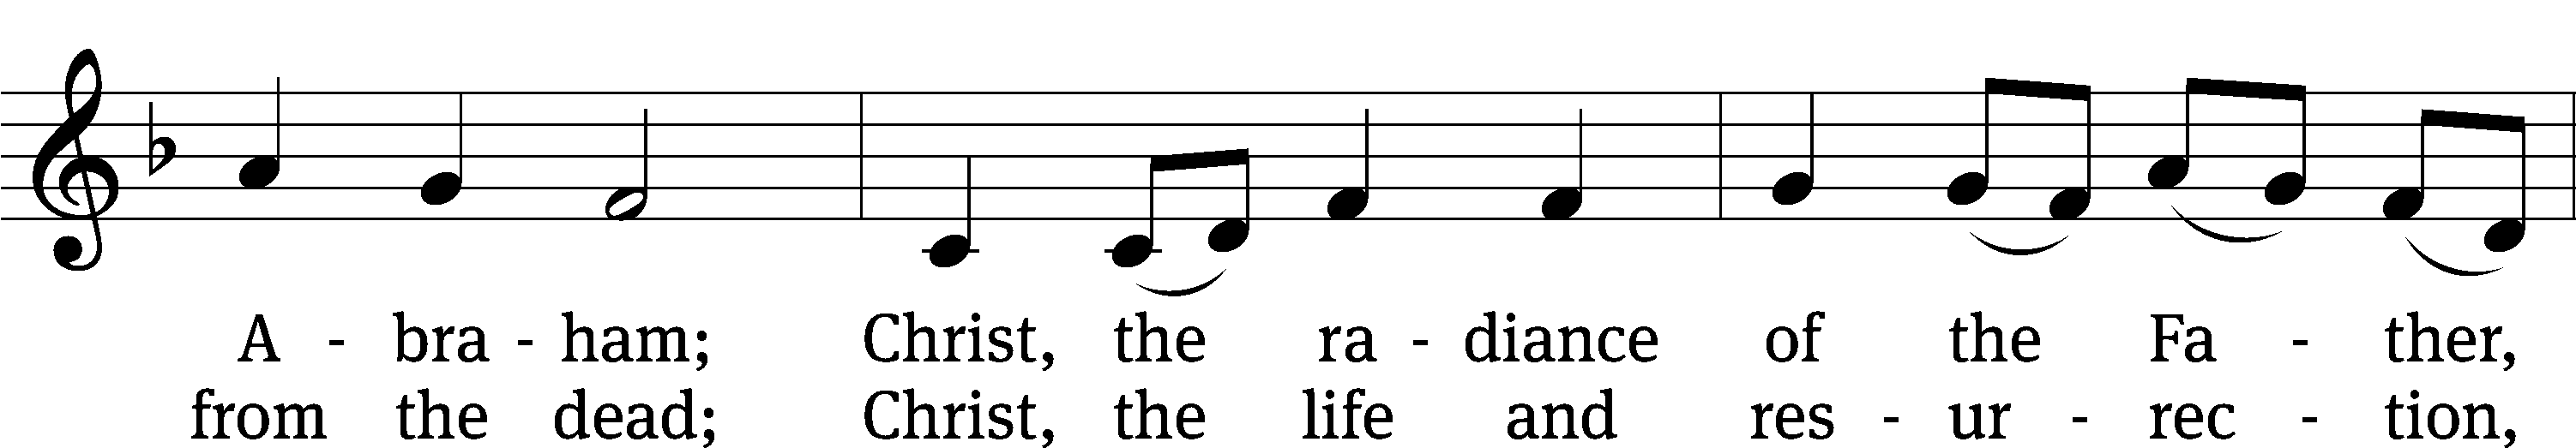 A - bra - ham; Christ, the ra - diance of the Fa - ther,
from the dead; Christ, the life and res - ur - rec - tion,